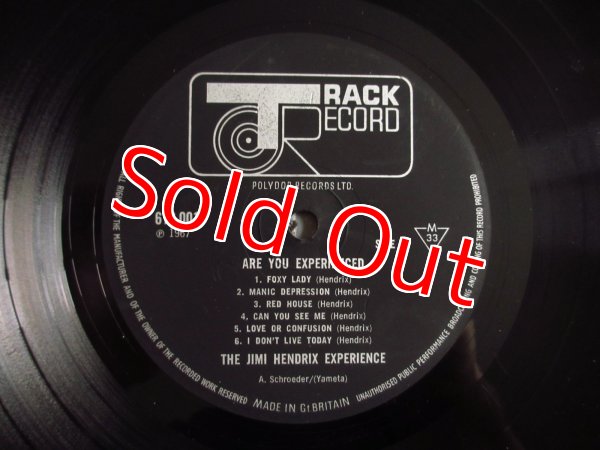 TRACK
RECORD
POLYDOR RECORDS LTD.
Sold Out
℗ 1967
M
33
ARE YOU EXPERIENCED
1. FOXY LADY (Hendrix)
2. MANIC DEPRESSION (Hendrix)
3. RED HOUSE (Hendrix)
4. CAN YOU SEE ME (Hendrix)
5. LOVE OR CONFUSION (Hendrix)
6. I DON'T LIVE TODAY (Hendrix)
THE JIMI HENDRIX EXPERIENCE
A. Schroeder/(Yameta)
THE MANUFACTURER AND OF THE OWNER OF THE RECORDED WORK RESERVED
MADE IN Gt BRITAIN
UNAUTHORISED PUBLIC PERFORMANCE BROADCASTING AND COPYING OF THIS RECORD PROHIBITED